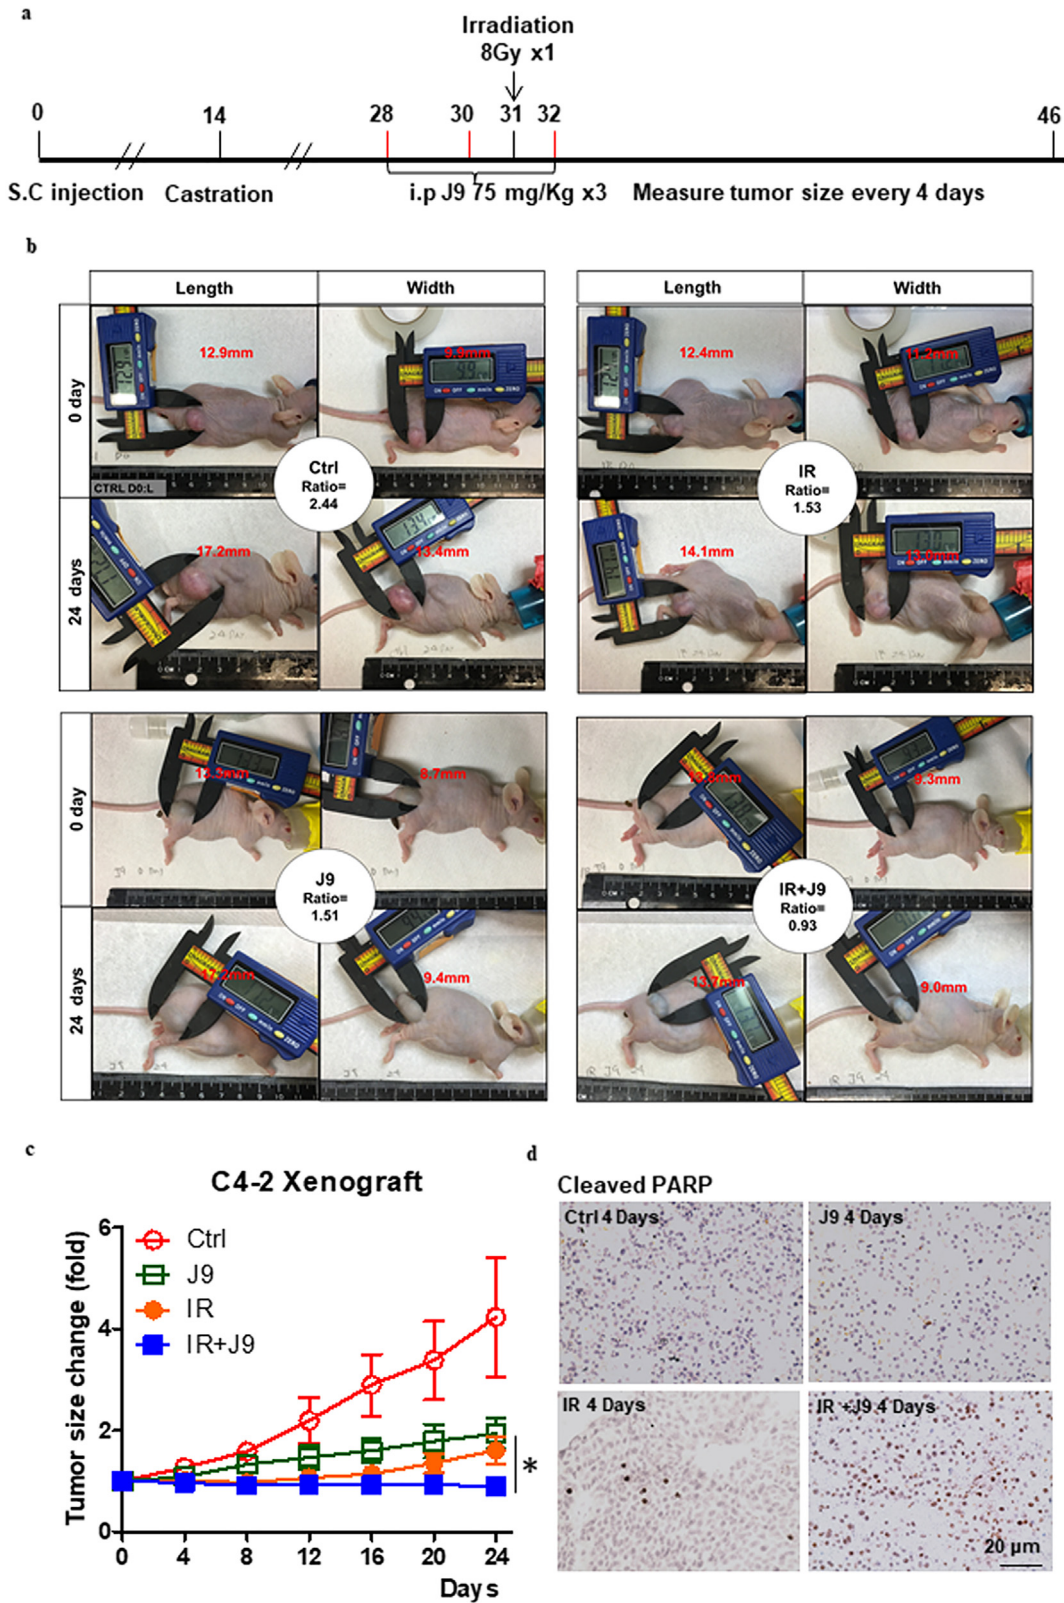 a
Irradiation
8Gy x1
0 14 28 30 31 32 46
S.C injection Castration i.p J9 75 mg/Kg x3 Measure tumor size every 4 days
b
Length Width Length Width
0 day
12.9mm 9.9mm 12.4mm 11.2mm
CTRL D0:L
Ctrl
Ratio=
2.44
IR
Ratio=
1.53
24 days
17.2mm 13.4mm 14.1mm 13.0mm
0 day
13.3mm 8.7mm 9.3mm
J9
Ratio=
1.51
IR+J9
Ratio=
0.93
24 days
9.4mm 13.7mm 9.0mm
c
C4-2 Xenograft
Tumor size change (fold)
6
4
2
0
Ctrl
J9
IR
IR+J9
*
0 4 8 12 16 20 24
Days
d
Cleaved PARP
Ctrl 4 Days J9 4 Days
IR 4 Days IR +J9 4 Days
20 µm